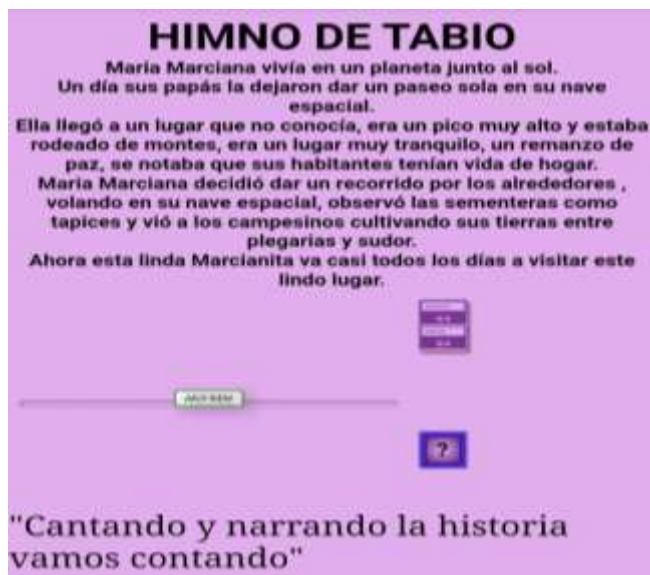 HIMNO DE TABIO
Maria Marciana vivía en un planeta junto al sol.
Un día sus papás la dejaron dar un paseo sola en su nave
espacial.
Ella llegó a un lugar que no conocía, era un pico muy alto y estaba
rodeado de montes, era un lugar muy tranquilo, un remanzo de
paz, se notaba que sus habitantes tenían vida de hogar.
Maria Marciana decidió dar un recorrido por los alrededores ,
volando en su nave espacial, observó las sementeras como
tapices y vió a los campesinos cultivando sus tierras entre
plegarias y sudor.
Ahora esta linda Marcianita va casi todos los días a visitar este
lindo lugar.
?
"Cantando y narrando la historia
vamos contando"